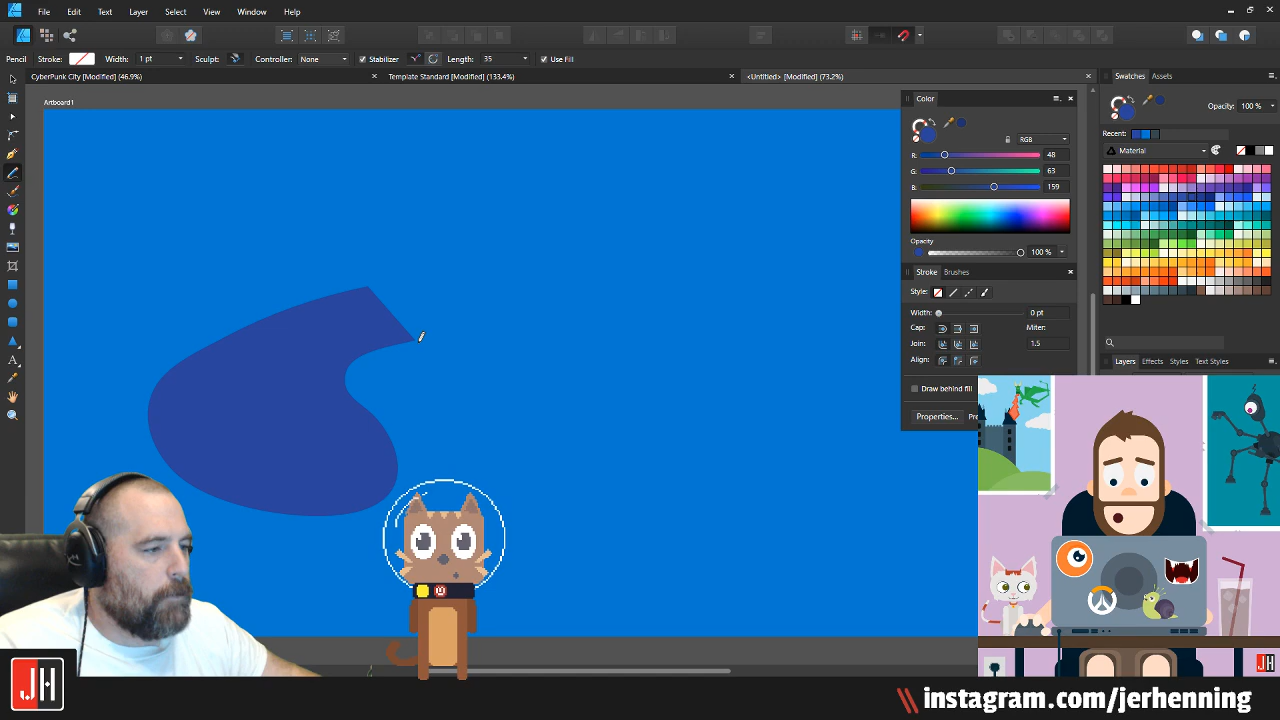 File Edit Text Layer Select View Window Help
Pencil Stroke: Width: 1 pt Sculpt: Controller: None Stabilizer Length: 35 Use Fill
CyberPunk City [Modified] (46.9%) Template Standard [Modified] (133.4%) <Untitled> [Modified] (73.2%)
Swatches Assets
Artboard1
Color
Opacity: 100 %
Recent:
RGB
Material
R: 48
G: 63
B: 159
Opacity
100 %
Stroke Brushes
Style:
Width: 0 pt
Cap: Miter:
Join: 1.5
Align:
Layers Effects Styles Text Styles
Draw behind fill
Properties...
JH
JH
\\ instagram.com/jerhenning